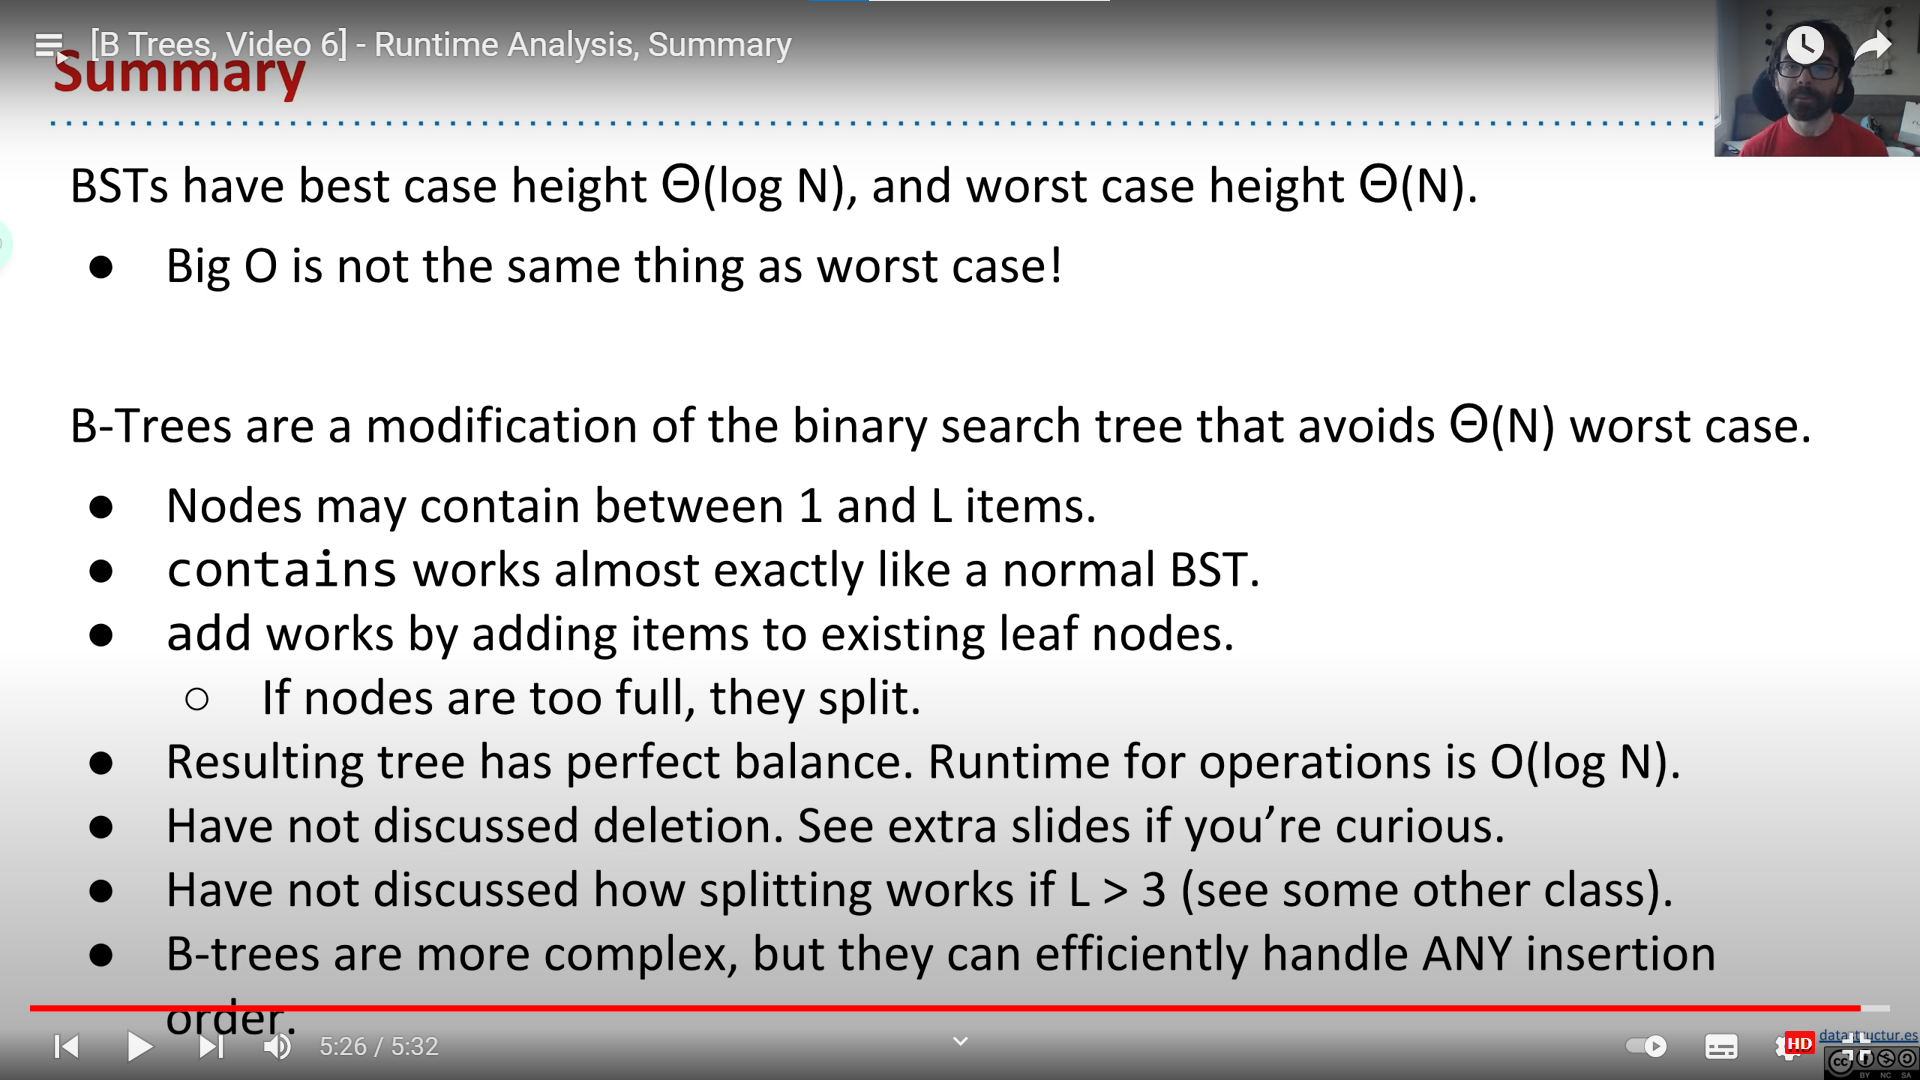 [B Trees, Video 6] - Runtime Analysis, Summary
Summary
BSTs have best case height Θ(log N), and worst case height Θ(N).
● Big O is not the same thing as worst case!
B-Trees are a modification of the binary search tree that avoids Θ(N) worst case.
● Nodes may contain between 1 and L items.
● contains works almost exactly like a normal BST.
● add works by adding items to existing leaf nodes.
○ If nodes are too full, they split.
● Resulting tree has perfect balance. Runtime for operations is O(log N).
● Have not discussed deletion. See extra slides if you’re curious.
● Have not discussed how splitting works if L > 3 (see some other class).
● B-trees are more complex, but they can efficiently handle ANY insertion
order.
5:26 / 5:32
HD
datastructur.es
cc
BY NC SA